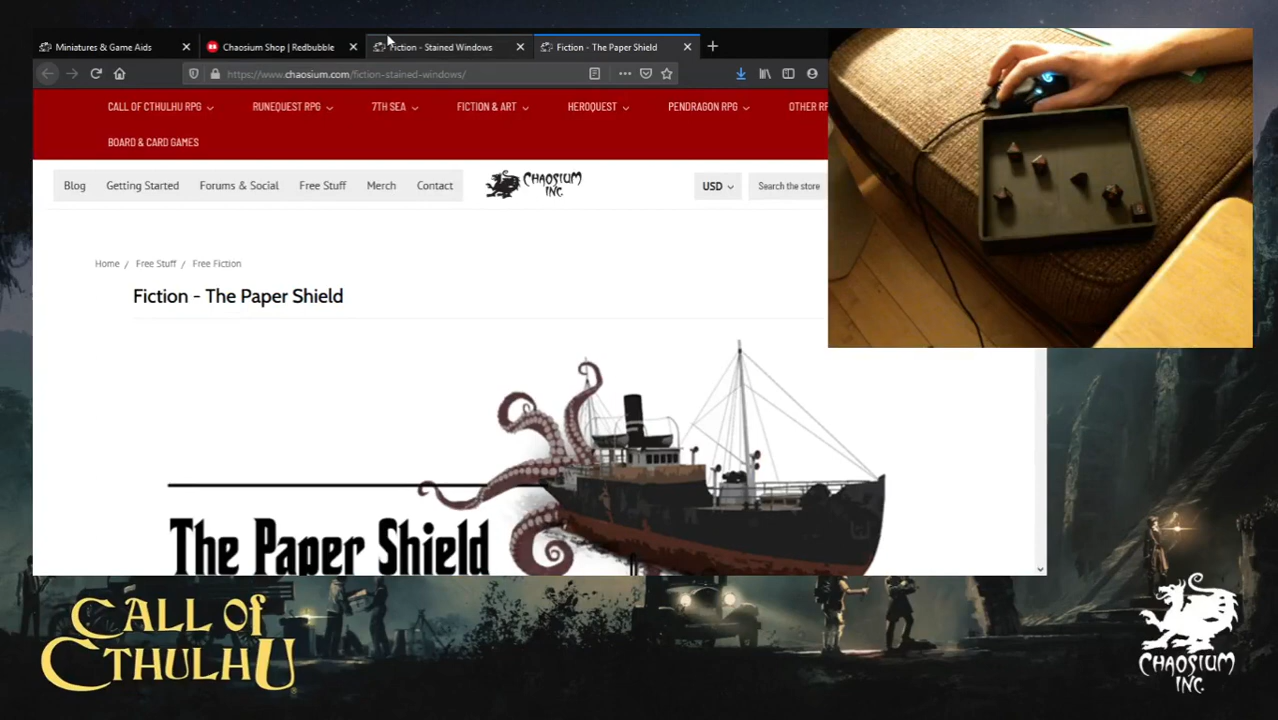 Miniatures & Game Aids
Chaosium Shop | Redbubble
Fiction - Stained Windows
Fiction - The Paper Shield
https://www.chaosium.com/fiction-stained-windows/
CALL OF CTHULHU RPG
RUNEQUEST RPG
7TH SEA
FICTION & ART
HEROQUEST
PENDRAGON RPG
OTHER RP
BOARD & CARD GAMES
Blog
Getting Started
Forums & Social
Free Stuff
Merch
Contact
CHAOSIUM
INC.
USD
Search the store
Home / Free Stuff / Free Fiction
Fiction - The Paper Shield
The Paper Shield
CALL of
CTHULHU
CHAOSIUM
INC.